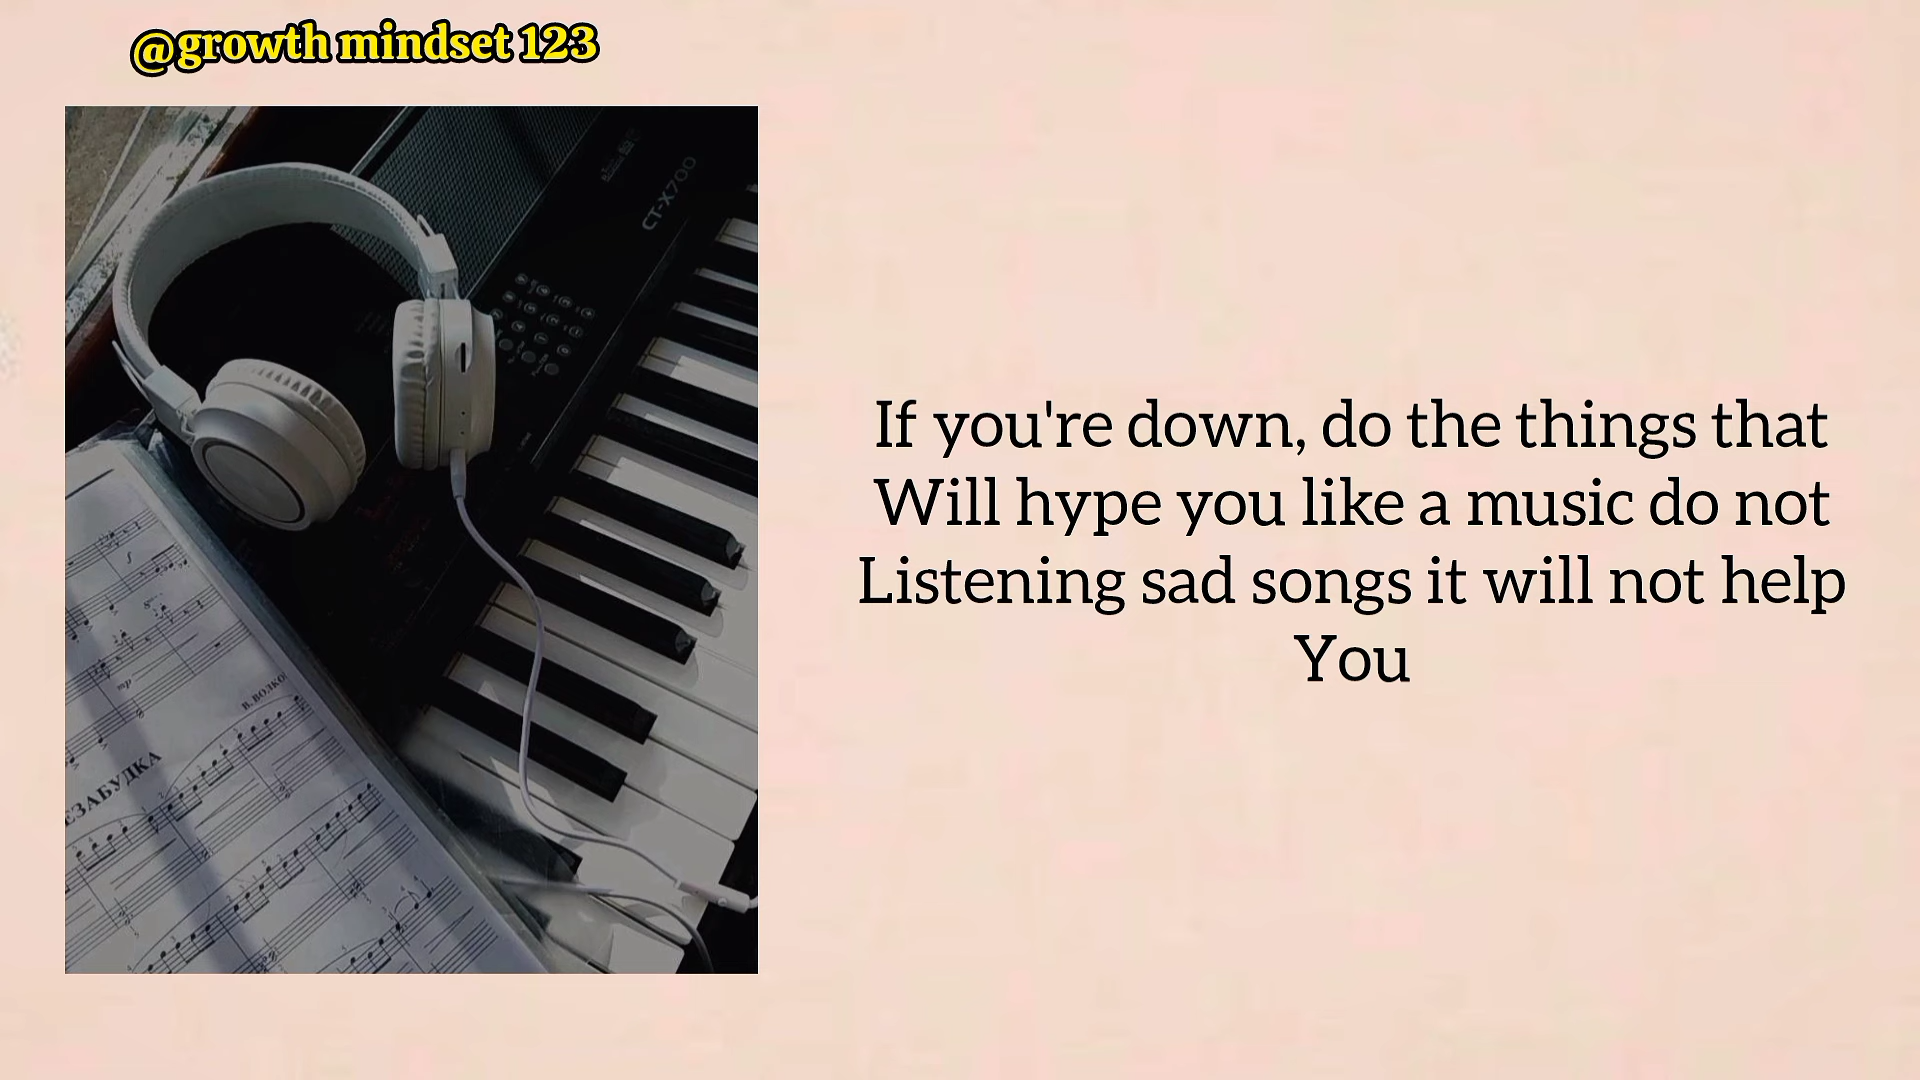 @growth mindset 123
CT-X700
В. ВОЛКО
ЕЗАБУДКА
If you're down, do the things that
Will hype you like a music do not
Listening sad songs it will not help
You